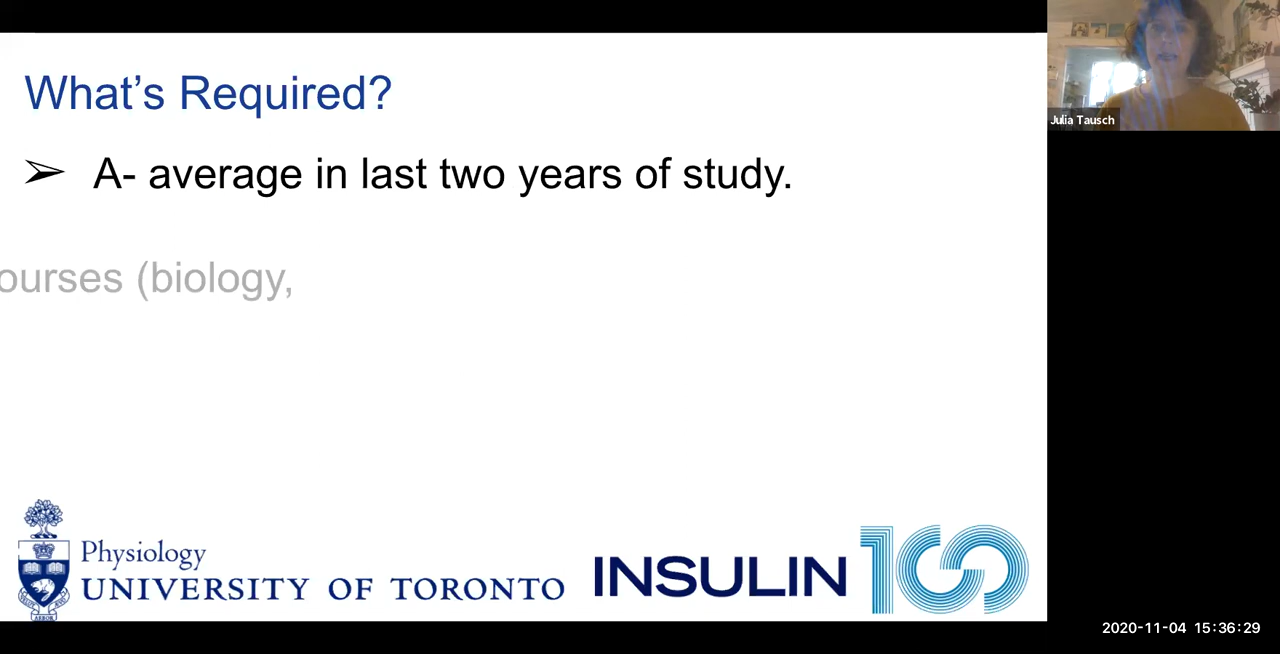 What's Required?
➢ A- average in last two years of study.
ourses (biology,
Physiology
UNIVERSITY OF TORONTO
INSULIN 100
Julia Tausch
2020-11-04 15:36:29